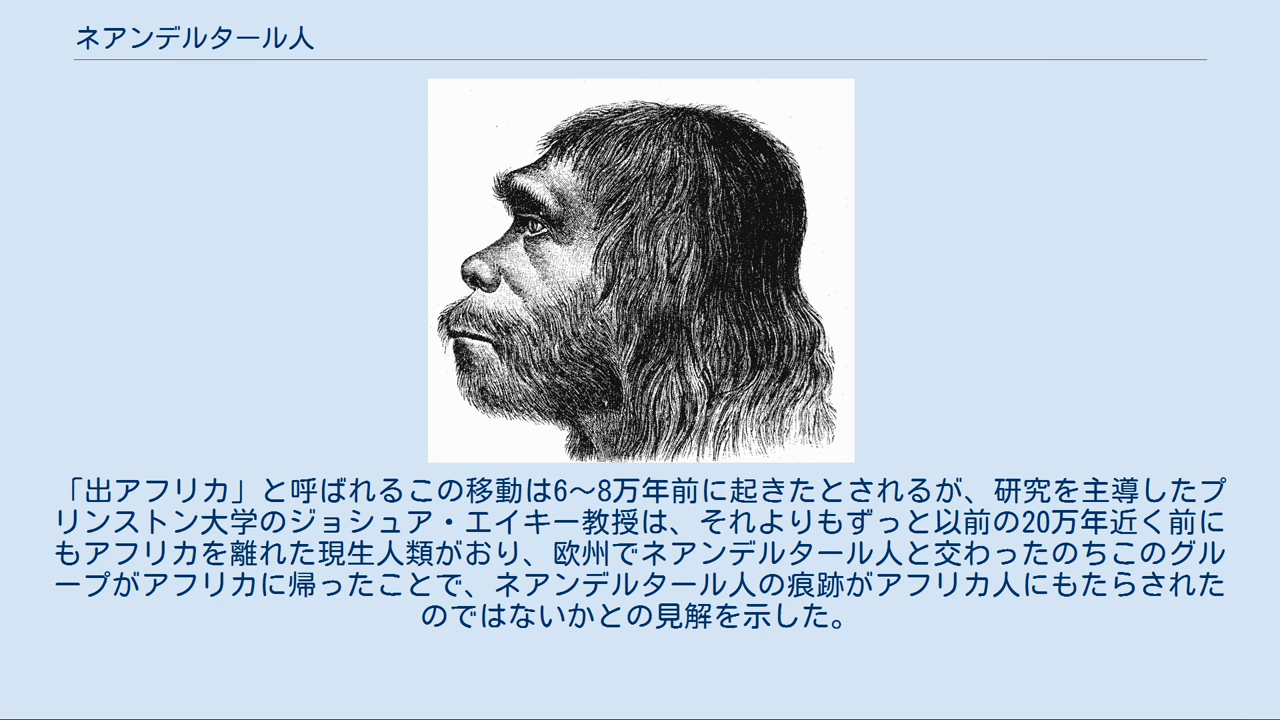 ネアンデルタール人
「出アフリカ」と呼ばれるこの移動は6〜8万年前に起きたとされるが、研究を主導したプ
リンストン大学のジョシュア・エイキー教授は、それよりもずっと以前の20万年近く前に
もアフリカを離れた現生人類がおり、欧州でネアンデルタール人と交わったのちこのグル
ープがアフリカに帰ったことで、ネアンデルタール人の痕跡がアフリカ人にもたらされた
のではないかとの見解を示した。